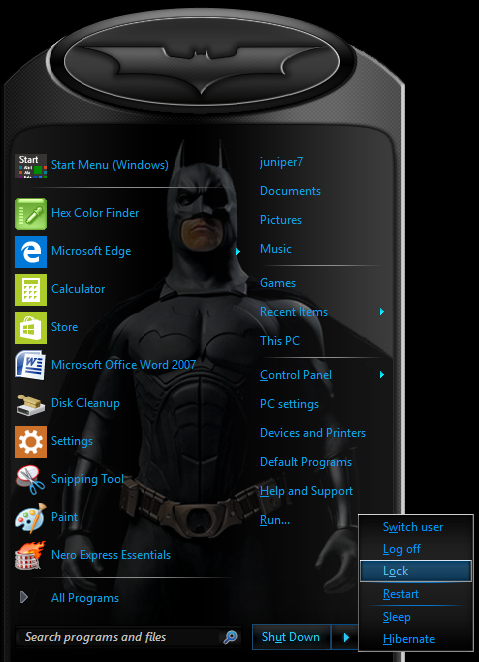 Start
Start Menu (Windows)
Hex Color Finder
Microsoft Edge
Calculator
Store
Microsoft Office Word 2007
Disk Cleanup
Settings
Snipping Tool
Paint
Nero Express Essentials
All Programs
Search programs and files
juniper7
Documents
Pictures
Music
Games
Recent Items
This PC
Control Panel
PC settings
Devices and Printers
Default Programs
Help and Support
Run...
Shut Down
Switch user
Log off
Lock
Restart
Sleep
Hibernate